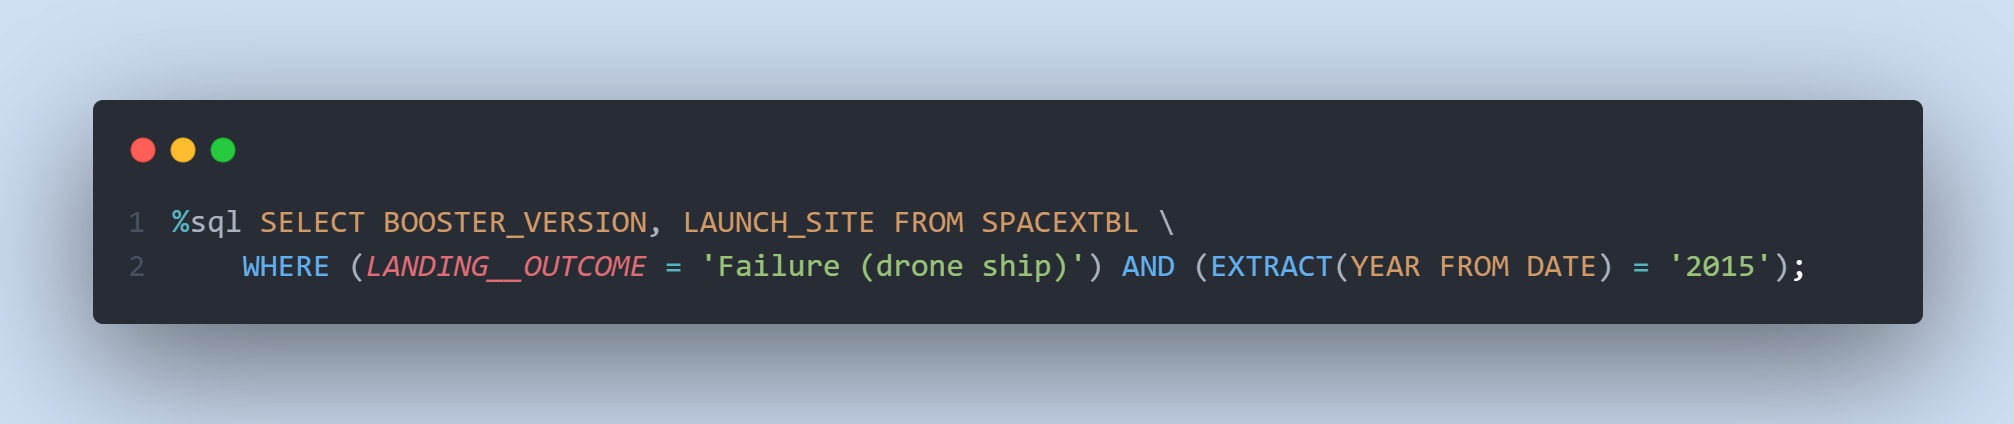 1 %sql SELECT BOOSTER_VERSION, LAUNCH_SITE FROM SPACEXTBL \
2 WHERE (LANDING__OUTCOME = 'Failure (drone ship)') AND (EXTRACT(YEAR FROM DATE) = '2015');